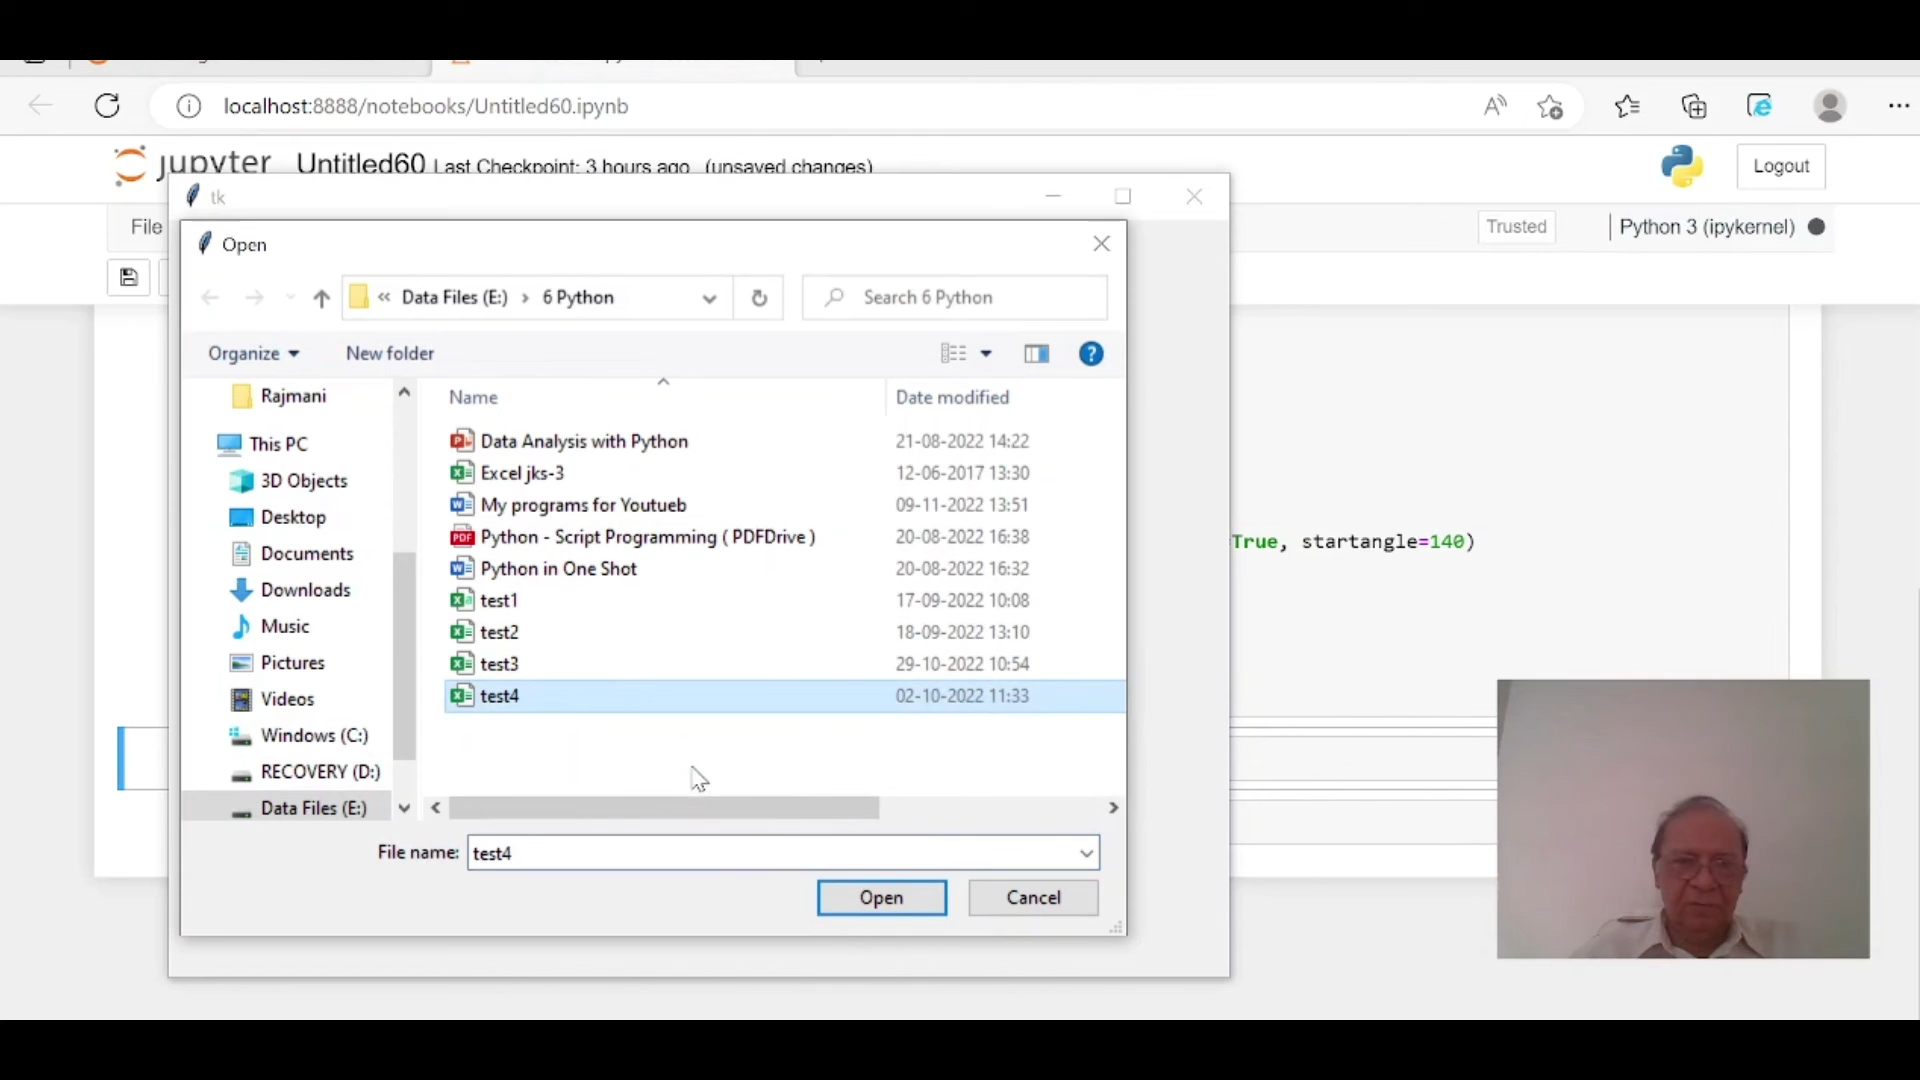 localhost:8888/notebooks/Untitled60.ipynb
jupyter Untitled60 Last Checkpoint: 3 hours ago (unsaved changes)
Logout
tk
File
Trusted
Python 3 (ipykernel)
Open
« Data Files (E:) › 6 Python
Search 6 Python
Organize
New folder
Rajmani
This PC
3D Objects
Desktop
Documents
Downloads
Music
Pictures
Videos
Windows (C:)
RECOVERY (D:)
Data Files (E:)
Name Date modified
Data Analysis with Python 21-08-2022 14:22
Excel jks-3 12-06-2017 13:30
My programs for Youtueb 09-11-2022 13:51
Python - Script Programming ( PDFDrive ) 20-08-2022 16:38
Python in One Shot 20-08-2022 16:32
test1 17-09-2022 10:08
test2 18-09-2022 13:10
test3 29-10-2022 10:54
test4 02-10-2022 11:33
=True, startangle=140)
File name: test4
Open
Cancel